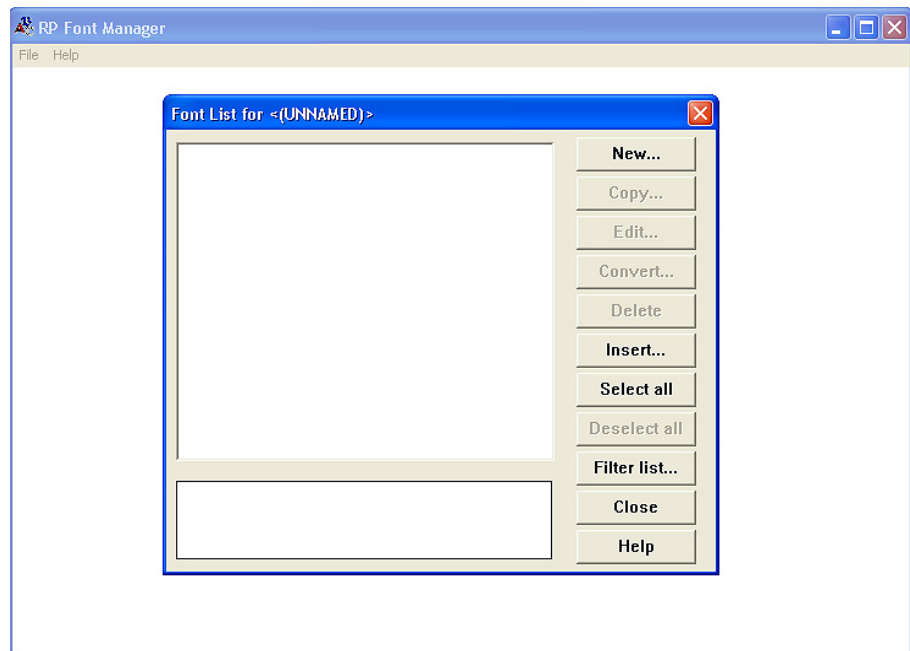 RP Font Manager
File Help
Font List for <(UNNAMED)>
New...
Copy...
Edit...
Convert...
Delete
Insert...
Select all
Deselect all
Filter list...
Close
Help